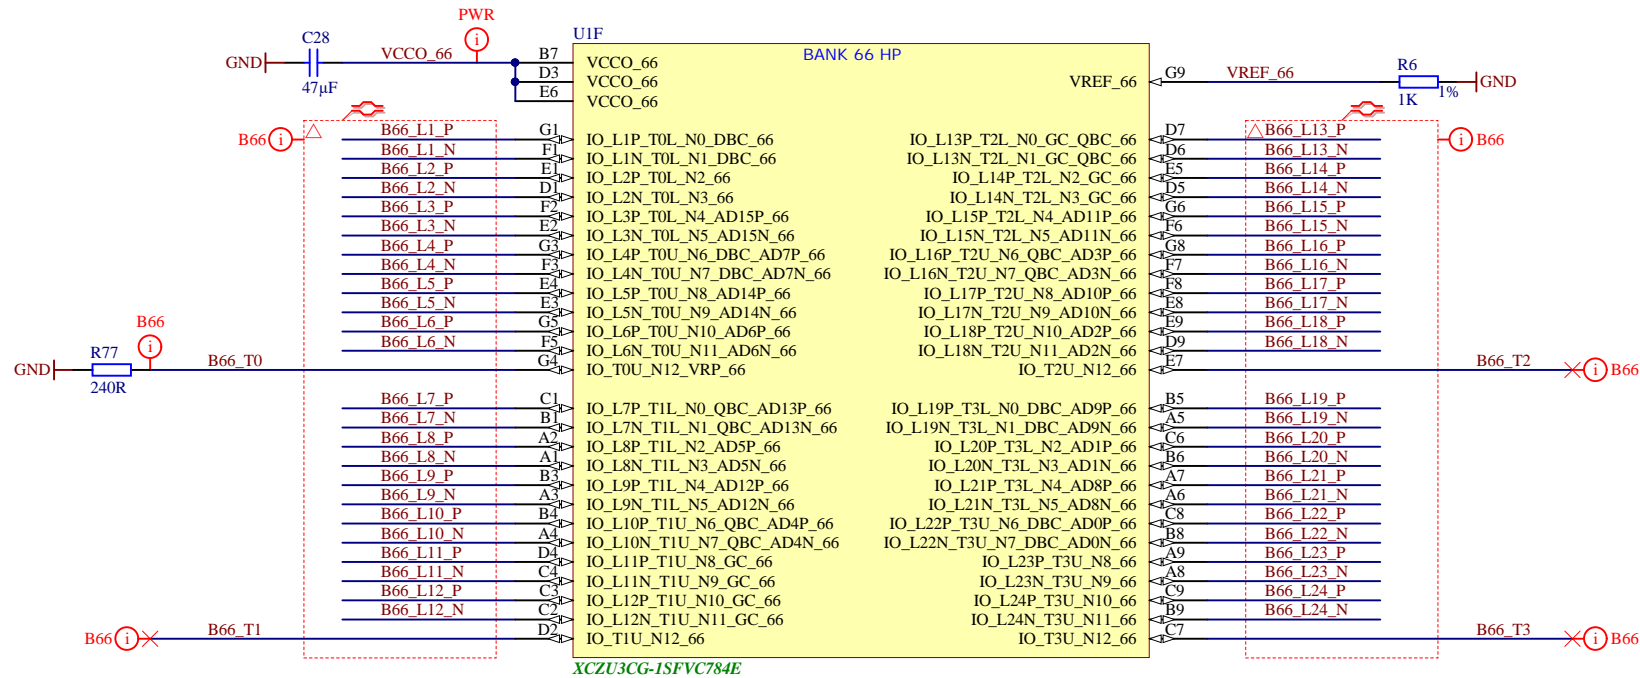 PWR
U1F
C28
GND
47µF
VCCO_66
BANK 66 HP
B7 VCCO_66
D3 VCCO_66
E6 VCCO_66
VREF_66 G9 VREF_66
R6
1K
1%
GND
B66 i
i B66
B66_L1_P G1 IO_L1P_T0L_N0_DBC_66 IO_L13P_T2L_N0_GC_QBC_66 D7 B66_L13_P
B66_L1_N F1 IO_L1N_T0L_N1_DBC_66 IO_L13N_T2L_N1_GC_QBC_66 D6 B66_L13_N
B66_L2_P E1 IO_L2P_T0L_N2_66 IO_L14P_T2L_N2_GC_66 E5 B66_L14_P
B66_L2_N D1 IO_L2N_T0L_N3_66 IO_L14N_T2L_N3_GC_66 D5 B66_L14_N
B66_L3_P F2 IO_L3P_T0L_N4_AD15P_66 IO_L15P_T2L_N4_AD11P_66 G6 B66_L15_P
B66_L3_N E2 IO_L3N_T0L_N5_AD15N_66 IO_L15N_T2L_N5_AD11N_66 F6 B66_L15_N
B66_L4_P G3 IO_L4P_T0U_N6_DBC_AD7P_66 IO_L16P_T2U_N6_QBC_AD3P_66 G8 B66_L16_P
B66_L4_N F3 IO_L4N_T0U_N7_DBC_AD7N_66 IO_L16N_T2U_N7_QBC_AD3N_66 F7 B66_L16_N
B66_L5_P E4 IO_L5P_T0U_N8_AD14P_66 IO_L17P_T2U_N8_AD10P_66 F8 B66_L17_P
B66_L5_N E3 IO_L5N_T0U_N9_AD14N_66 IO_L17N_T2U_N9_AD10N_66 E8 B66_L17_N
B66_L6_P G5 IO_L6P_T0U_N10_AD6P_66 IO_L18P_T2U_N10_AD2P_66 E9 B66_L18_P
B66_L6_N F5 IO_L6N_T0U_N11_AD6N_66 IO_L18N_T2U_N11_AD2N_66 D9 B66_L18_N
B66
i
GND
R77
240R
B66_T0 G4 IO_T0U_N12_VRP_66 IO_T2U_N12_66 E7 B66_T2 i B66
B66_L7_P C1 IO_L7P_T1L_N0_QBC_AD13P_66 IO_L19P_T3L_N0_DBC_AD9P_66 B5 B66_L19_P
B66_L7_N B1 IO_L7N_T1L_N1_QBC_AD13N_66 IO_L19N_T3L_N1_DBC_AD9N_66 A5 B66_L19_N
B66_L8_P A2 IO_L8P_T1L_N2_AD5P_66 IO_L20P_T3L_N2_AD1P_66 C6 B66_L20_P
B66_L8_N A1 IO_L8N_T1L_N3_AD5N_66 IO_L20N_T3L_N3_AD1N_66 B6 B66_L20_N
B66_L9_P B3 IO_L9P_T1L_N4_AD12P_66 IO_L21P_T3L_N4_AD8P_66 A7 B66_L21_P
B66_L9_N A3 IO_L9N_T1L_N5_AD12N_66 IO_L21N_T3L_N5_AD8N_66 A6 B66_L21_N
B66_L10_P B4 IO_L10P_T1U_N6_QBC_AD4P_66 IO_L22P_T3U_N6_DBC_AD0P_66 C8 B66_L22_P
B66_L10_N A4 IO_L10N_T1U_N7_QBC_AD4N_66 IO_L22N_T3U_N7_DBC_AD0N_66 B8 B66_L22_N
B66_L11_P D4 IO_L11P_T1U_N8_GC_66 IO_L23P_T3U_N8_66 A9 B66_L23_P
B66_L11_N C4 IO_L11N_T1U_N9_GC_66 IO_L23N_T3U_N9_66 A8 B66_L23_N
B66_L12_P C3 IO_L12P_T1U_N10_GC_66 IO_L24P_T3U_N10_66 C9 B66_L24_P
B66_L12_N C2 IO_L12N_T1U_N11_GC_66 IO_L24N_T3U_N11_66 B9 B66_L24_N
B66 i B66_T1 D2 IO_T1U_N12_66 IO_T3U_N12_66 C7 B66_T3 i B66
XCZU3CG-1SFVC784E